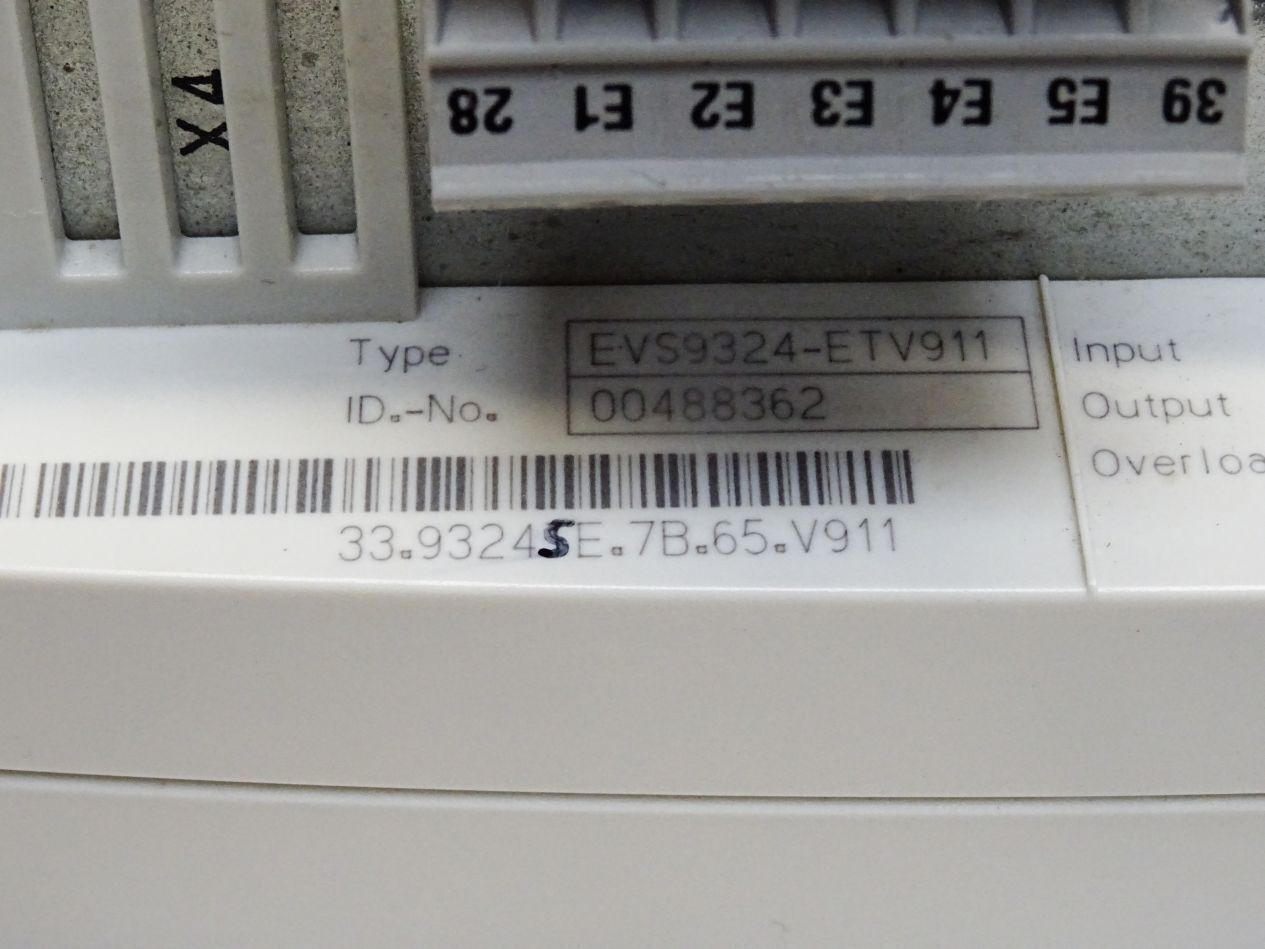 X4
28 E1 E2 E3 E4 E5 39
Type EVS9324-ETV911
ID.-No. 00488362
33.9324SE.7B.65.V911
Input
Output